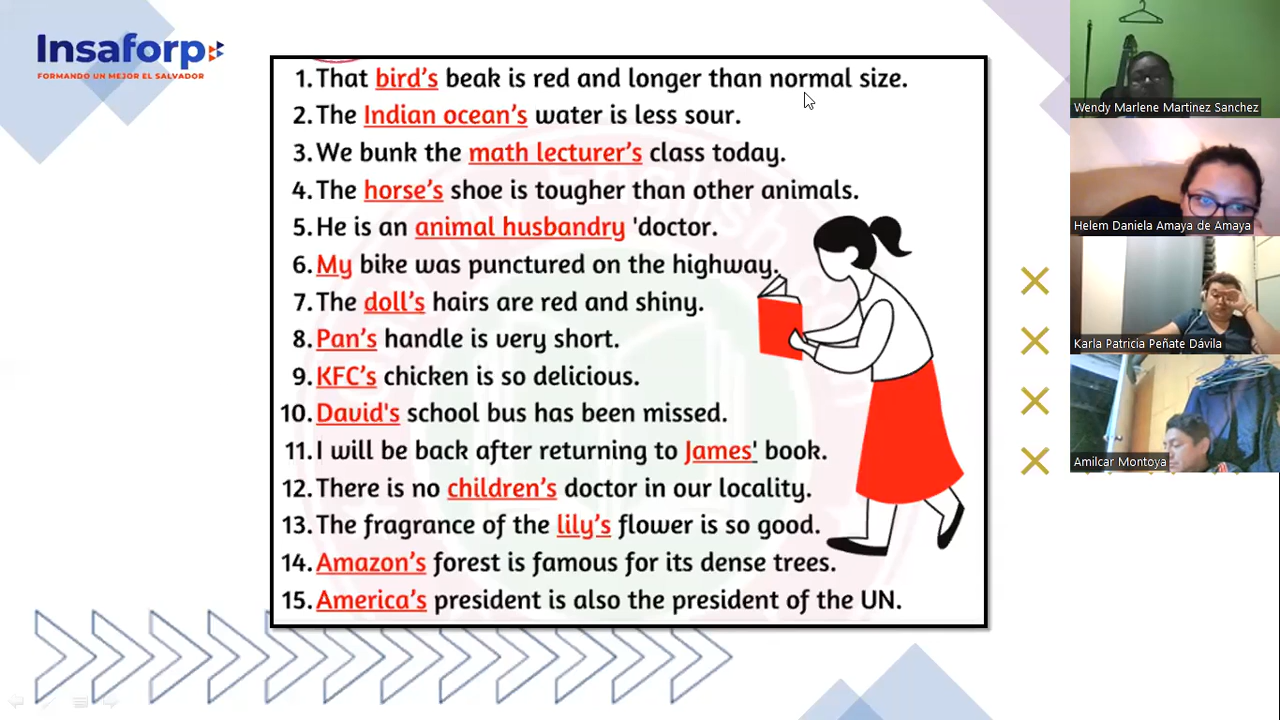 Insaforp
FORMANDO UN MEJOR EL SALVADOR
1. That bird's beak is red and longer than normal size.
2. The Indian ocean's water is less sour.
3. We bunk the math lecturer's class today.
4. The horse's shoe is tougher than other animals.
5. He is an animal husbandry 'doctor.
6. My bike was punctured on the highway.
7. The doll's hairs are red and shiny.
8. Pan's handle is very short.
9. KFC's chicken is so delicious.
10. David's school bus has been missed.
11. I will be back after returning to James' book.
12. There is no children's doctor in our locality.
13. The fragrance of the lily's flower is so good.
14. Amazon's forest is famous for its dense trees.
15. America's president is also the president of the UN.
Wendy Marlene Martinez Sanchez
Helem Daniela Amaya de Amaya
Karla Patricia Peñate Dávila
Amilcar Montoya